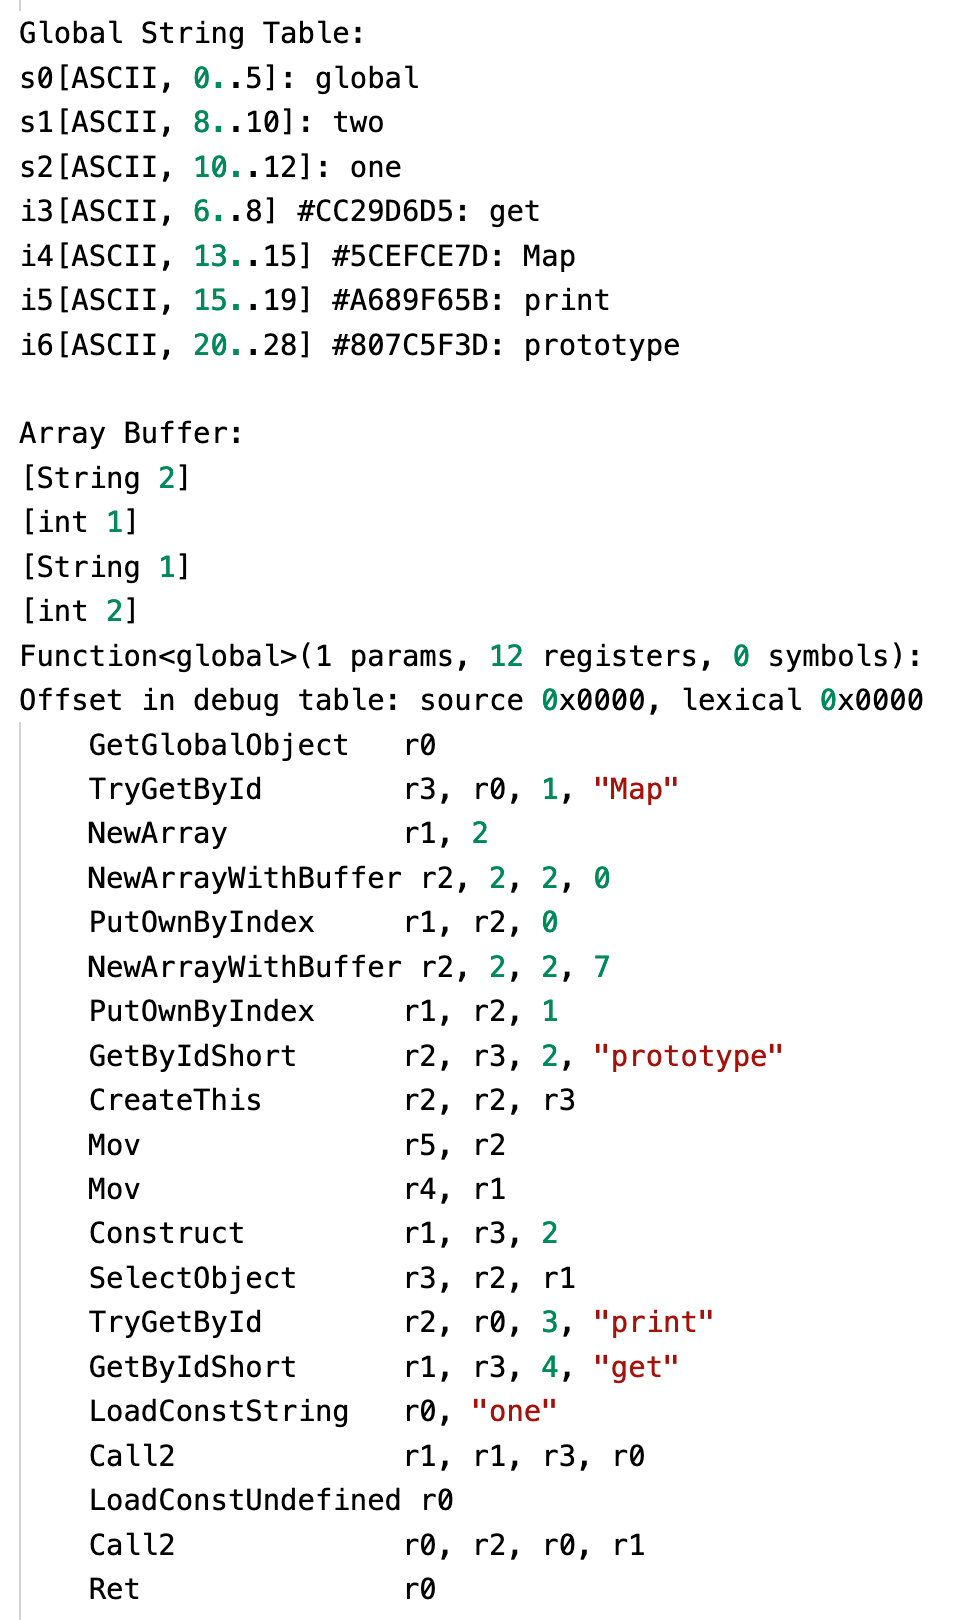 Global String Table:
s0[ASCII, 0..5]: global
s1[ASCII, 8..10]: two
s2[ASCII, 10..12]: one
i3[ASCII, 6..8] #CC29D6D5: get
i4[ASCII, 13..15] #5CEFCE7D: Map
i5[ASCII, 15..19] #A689F65B: print
i6[ASCII, 20..28] #807C5F3D: prototype

Array Buffer:
[String 2]
[int 1]
[String 1]
[int 2]
Function<global>(1 params, 12 registers, 0 symbols):
Offset in debug table: source 0x0000, lexical 0x0000
    GetGlobalObject   r0
    TryGetById        r3, r0, 1, "Map"
    NewArray          r1, 2
    NewArrayWithBuffer r2, 2, 2, 0
    PutOwnByIndex     r1, r2, 0
    NewArrayWithBuffer r2, 2, 2, 7
    PutOwnByIndex     r1, r2, 1
    GetByIdShort      r2, r3, 2, "prototype"
    CreateThis        r2, r2, r3
    Mov               r5, r2
    Mov               r4, r1
    Construct         r1, r3, 2
    SelectObject      r3, r2, r1
    TryGetById        r2, r0, 3, "print"
    GetByIdShort      r1, r3, 4, "get"
    LoadConstString   r0, "one"
    Call2             r1, r1, r3, r0
    LoadConstUndefined r0
    Call2             r0, r2, r0, r1
    Ret               r0